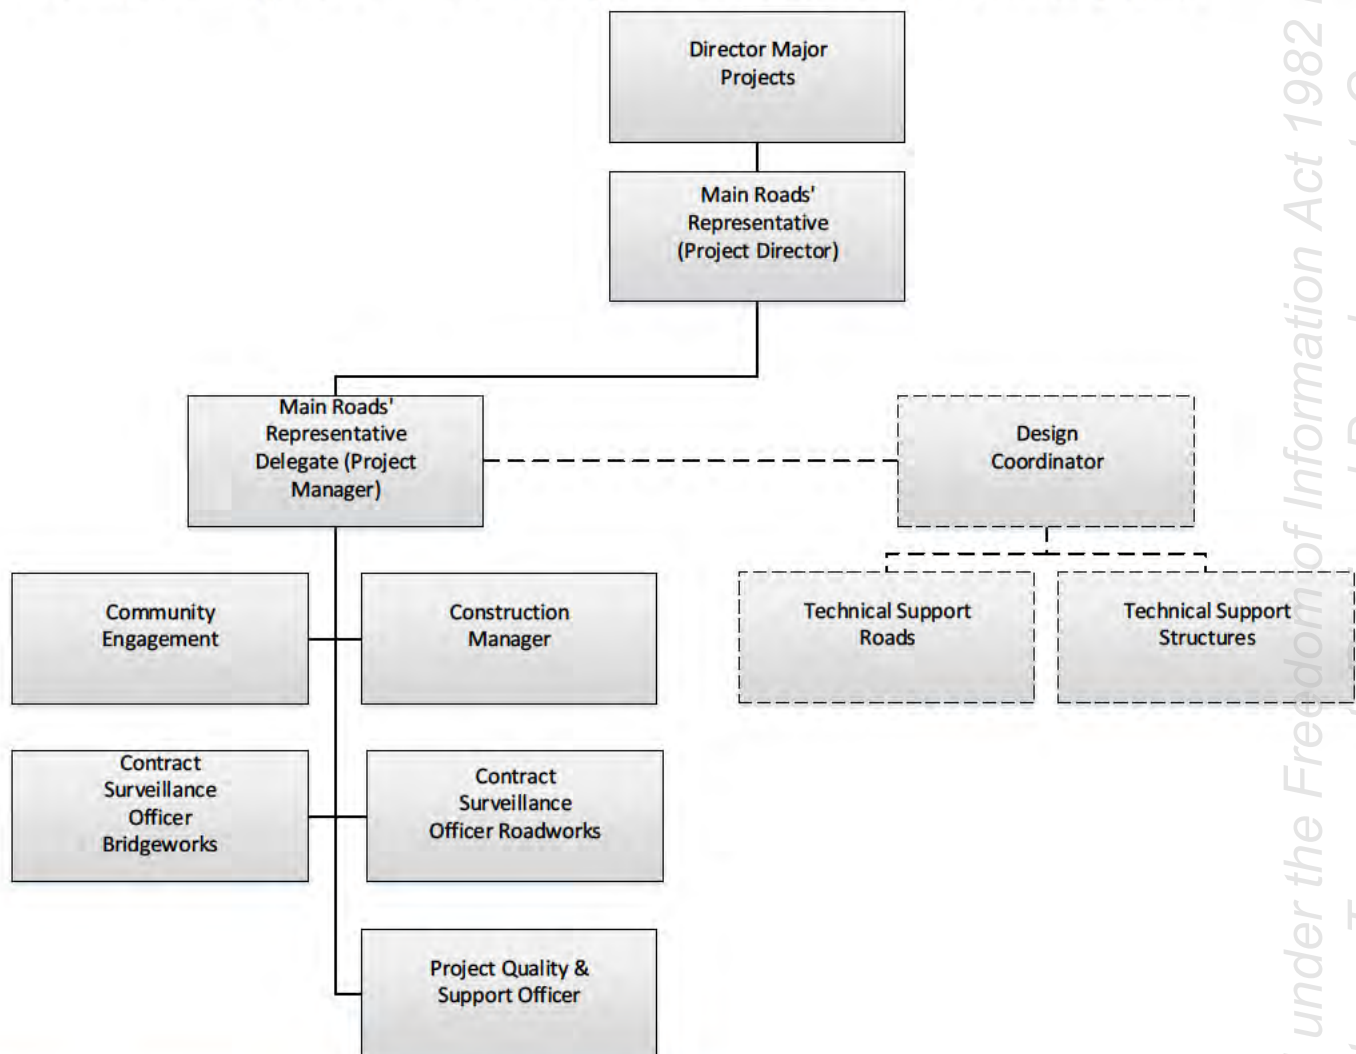 Director Major
Projects
Main Roads'
Representative
(Project Director)
Main Roads'
Representative
Delegate (Project
Manager)
Design
Coordinator
Community
Engagement
Construction
Manager
Technical Support
Roads
Technical Support
Structures
Contract
Surveillance
Officer
Bridgeworks
Contract
Surveillance
Officer Roadworks
Project Quality &
Support Officer
under the Freedom of Information Act 1982